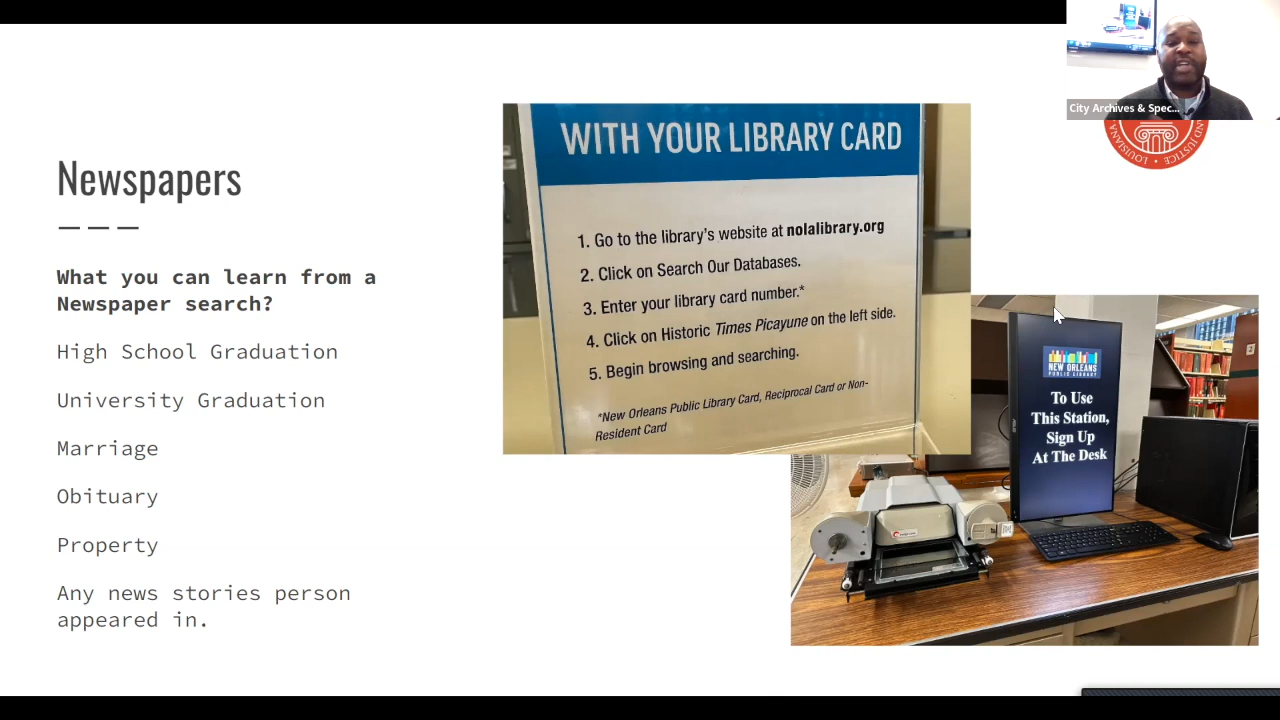 City Archives & Spec...
LOUISIANA
AND JUSTICE
Newspapers
What you can learn from a
Newspaper search?
High School Graduation
University Graduation
Marriage
Obituary
Property
Any news stories person
appeared in.
WITH YOUR LIBRARY CARD
1. Go to the library's website at nolalibrary.org
2. Click on Search Our Databases.
3. Enter your library card number.*
4. Click on Historic Times Picayune on the left side.
5. Begin browsing and searching.
*New Orleans Public Library Card, Reciprocal Card or Non-
Resident Card
NEW ORLEANS
PUBLIC LIBRARY
To Use
This Station,
Sign Up
At The Desk